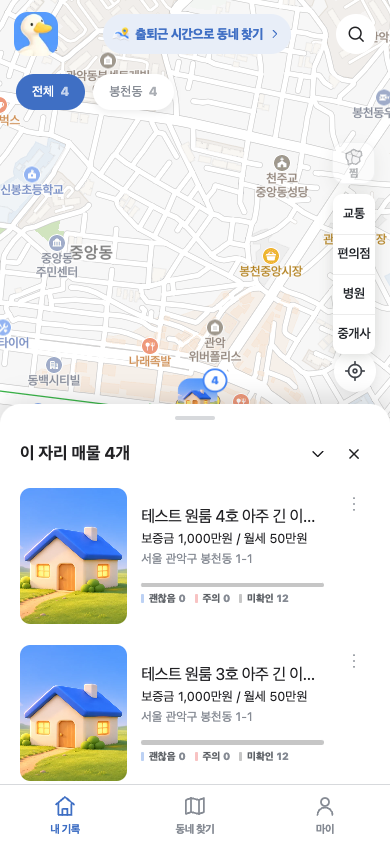 출퇴근 시간으로 동네 찾기
전체 4
봉천동 4
벅스
봉천동우
신봉초등학교
천주교
중앙동성당
찜
교통
편의점
병원
중개사
중앙동
중앙동
주민센터
봉천중앙시장
장
타이어
나래족발
관악
위버폴리스
동백시티빌
4
이 자리 매물 4개
테스트 원룸 4호 아주 긴 이...
보증금 1,000만원 / 월세 50만원
서울 관악구 봉천동 1-1
괜찮음 0 주의 0 미확인 12
테스트 원룸 3호 아주 긴 이...
보증금 1,000만원 / 월세 50만원
서울 관악구 봉천동 1-1
괜찮음 0 주의 0 미확인 12
내 기록
동네 찾기
마이